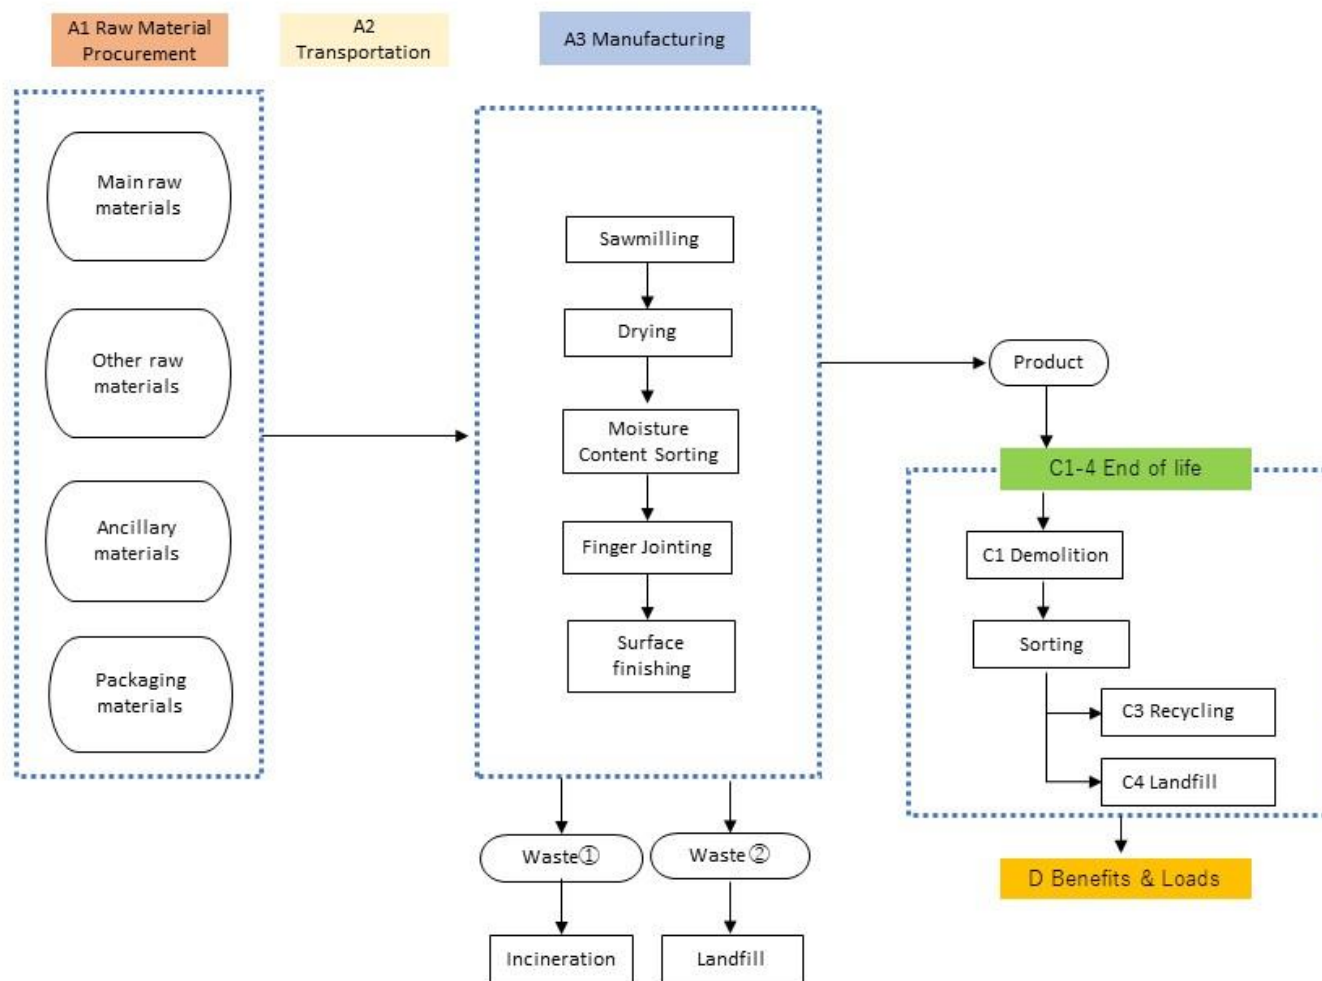 A1 Raw Material
Procurement
A2
Transportation
A3 Manufacturing
Main raw
materials
Other raw
materials
Ancillary
materials
Packaging
materials
Sawmilling
Drying
Moisture
Content Sorting
Finger Jointing
Surface
finishing
Waste①
Incineration
Waste②
Landfill
Product
C1-4 End of life
C1 Demolition
Sorting
C3 Recycling
C4 Landfill
D Benefits & Loads